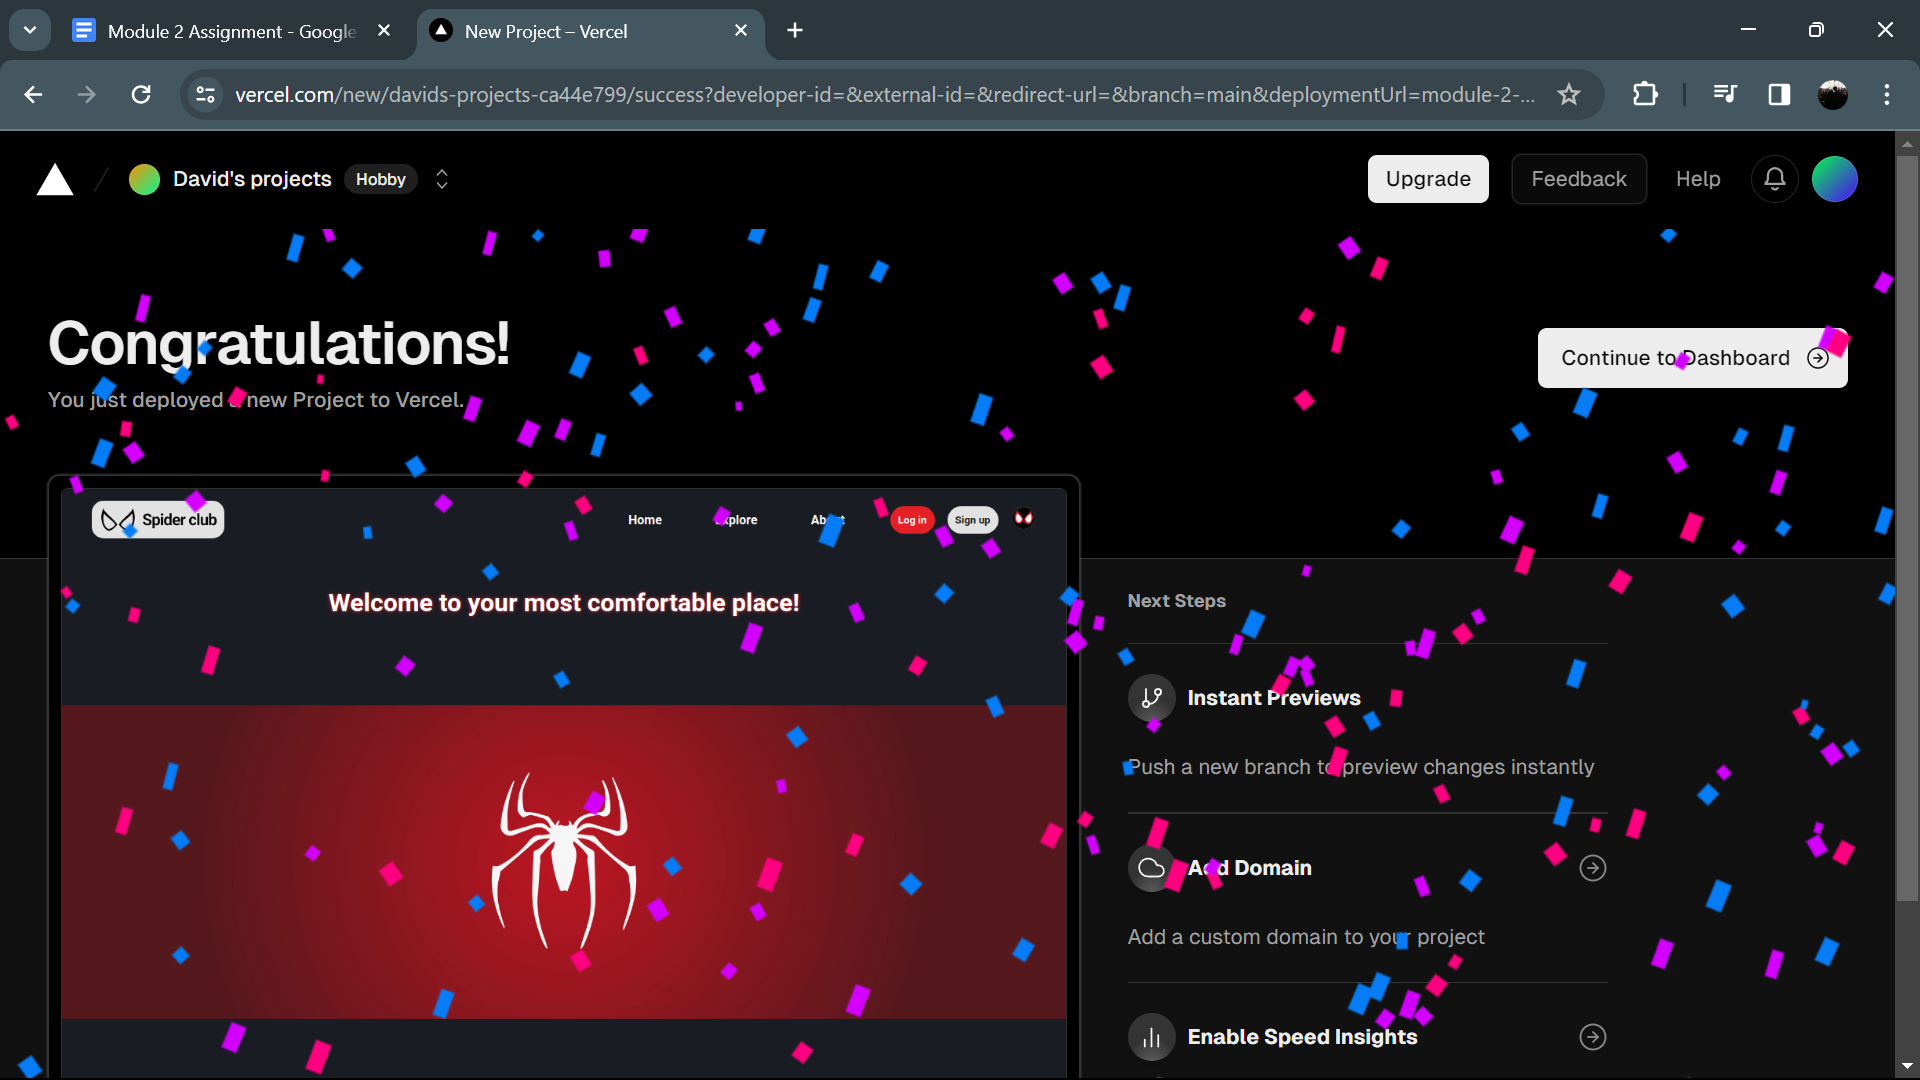 Module 2 Assignment - Google
New Project – Vercel
vercel.com/new/davids-projects-ca44e799/success?developer-id=&external-id=&redirect-url=&branch=main&deploymentUrl=module-2-...
David's projects
Hobby
Upgrade
Feedback
Help
Congratulations!
You just deployed a new Project to Vercel.
Continue to Dashboard
Spider club
Home
Explore
About
Log in
Sign up
Welcome to your most comfortable place!
Next Steps
Instant Previews
Push a new branch to preview changes instantly
Add Domain
Add a custom domain to your project
Enable Speed Insights